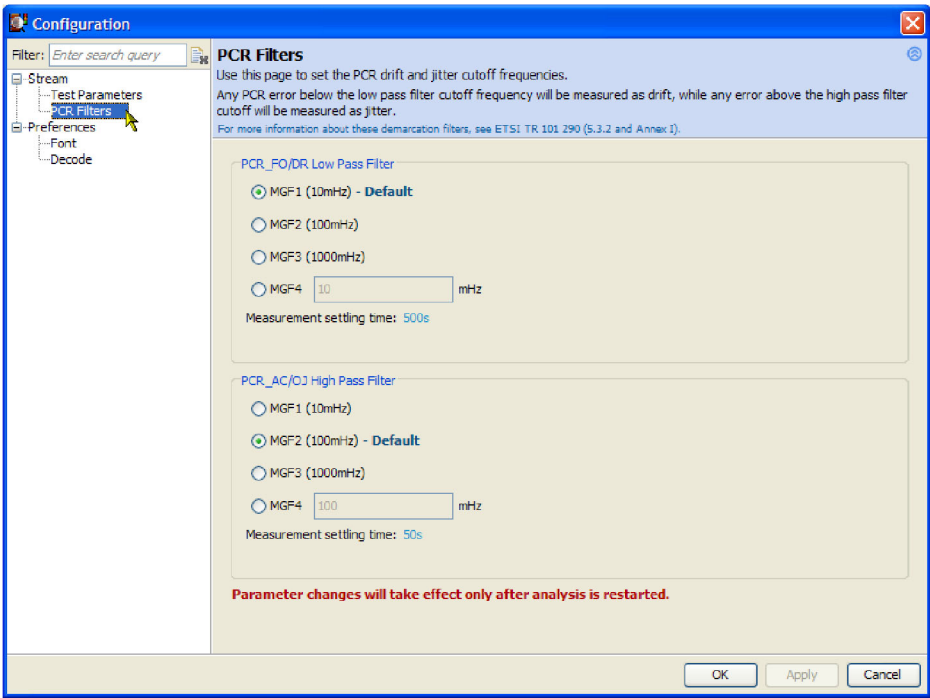 Configuration
Filter: Enter search query
Stream
Test Parameters
PCR Filters
Preferences
Font
Decode
PCR Filters
Use this page to set the PCR drift and jitter cutoff frequencies.
Any PCR error below the low pass filter cutoff frequency will be measured as drift, while any error above the high pass filter
cutoff will be measured as jitter.
For more information about these demarcation filters, see ETSI TR 101 290 (5.3.2 and Annex I).
PCR_FO/DR Low Pass Filter
MGF1 (10mHz) - Default
MGF2 (100mHz)
MGF3 (1000mHz)
MGF4 10 mHz
Measurement settling time: 500s
PCR_AC/OJ High Pass Filter
MGF1 (10mHz)
MGF2 (100mHz) - Default
MGF3 (1000mHz)
MGF4 100 mHz
Measurement settling time: 50s
Parameter changes will take effect only after analysis is restarted.
OK Apply Cancel